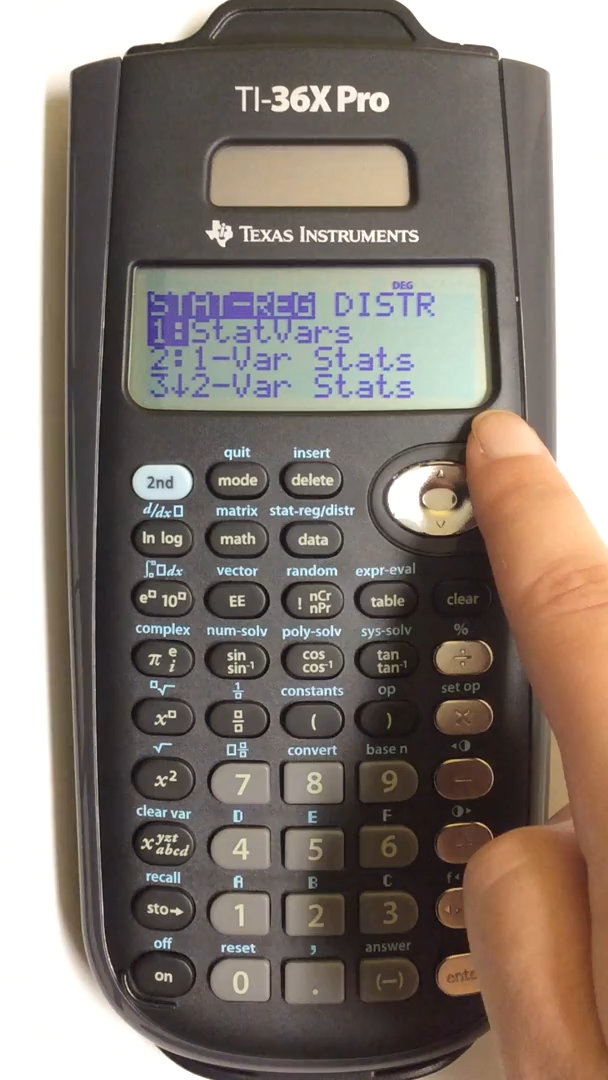 TI-36X Pro
TEXAS INSTRUMENTS
DEG
STAT-REG DISTR
1:StatVars
2:1-Var Stats
3↓2-Var Stats
quit insert
2nd mode delete
d/dx□ matrix stat-reg/distr
ln log math data
∫□dx vector random expr-eval
e□ 10□ EE ! nCr nPr table clear
complex num-solv poly-solv sys-solv %
π e i sin sin-1 cos cos-1 tan tan-1 ÷
□√ 1/□ constants op set op
x□ □/□ ( ) ×
√ □□/□ convert base n ◂◑
x² 7 8 9 −
clear var D E F ◑▸
x yzt abcd 4 5 6
recall A B C f◂
sto→ 1 2 3
off reset , answer
on 0 . (−) ente